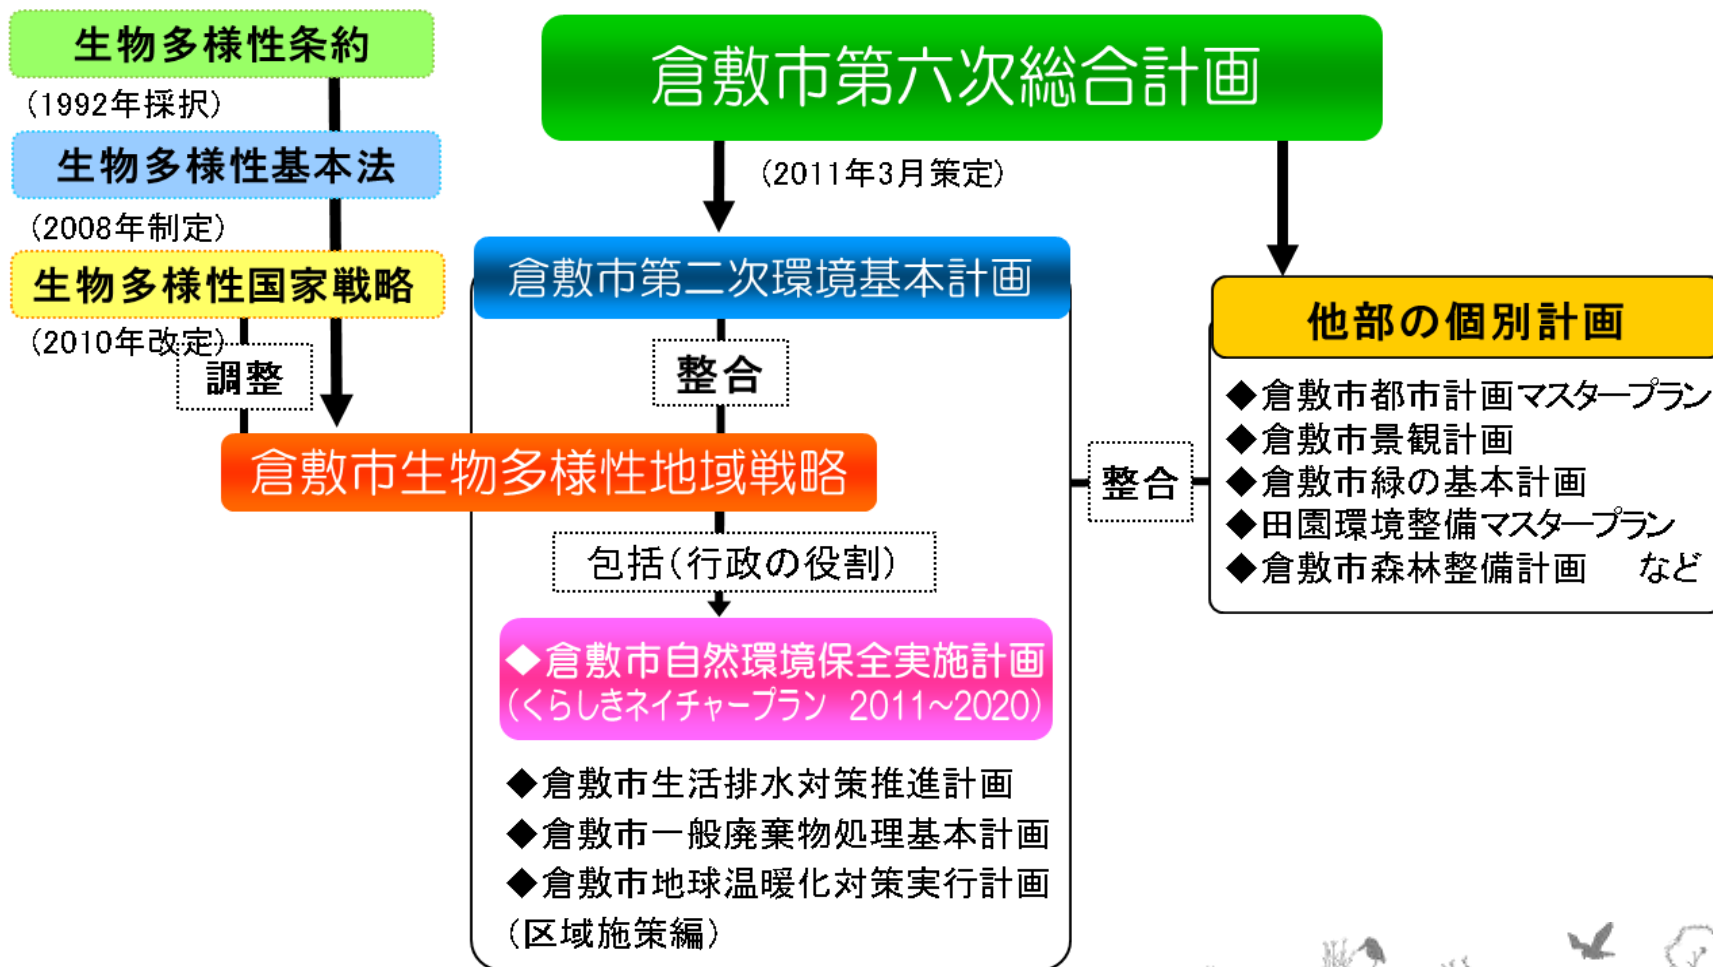 生物多様性条約
(1992年採択)
生物多様性基本法
(2008年制定)
生物多様性国家戦略
(2010年改定)
調整
倉敷市第六次総合計画
(2011年3月策定)
倉敷市第二次環境基本計画
整合
倉敷市生物多様性地域戦略
包括(行政の役割)
◆倉敷市自然環境保全実施計画
(くらしきネイチャープラン 2011~2020)
◆倉敷市生活排水対策推進計画
◆倉敷市一般廃棄物処理基本計画
◆倉敷市地球温暖化対策実行計画
(区域施策編)
整合
他部の個別計画
◆倉敷市都市計画マスタープラン
◆倉敷市景観計画
◆倉敷市緑の基本計画
◆田園環境整備マスタープラン
◆倉敷市森林整備計画 など